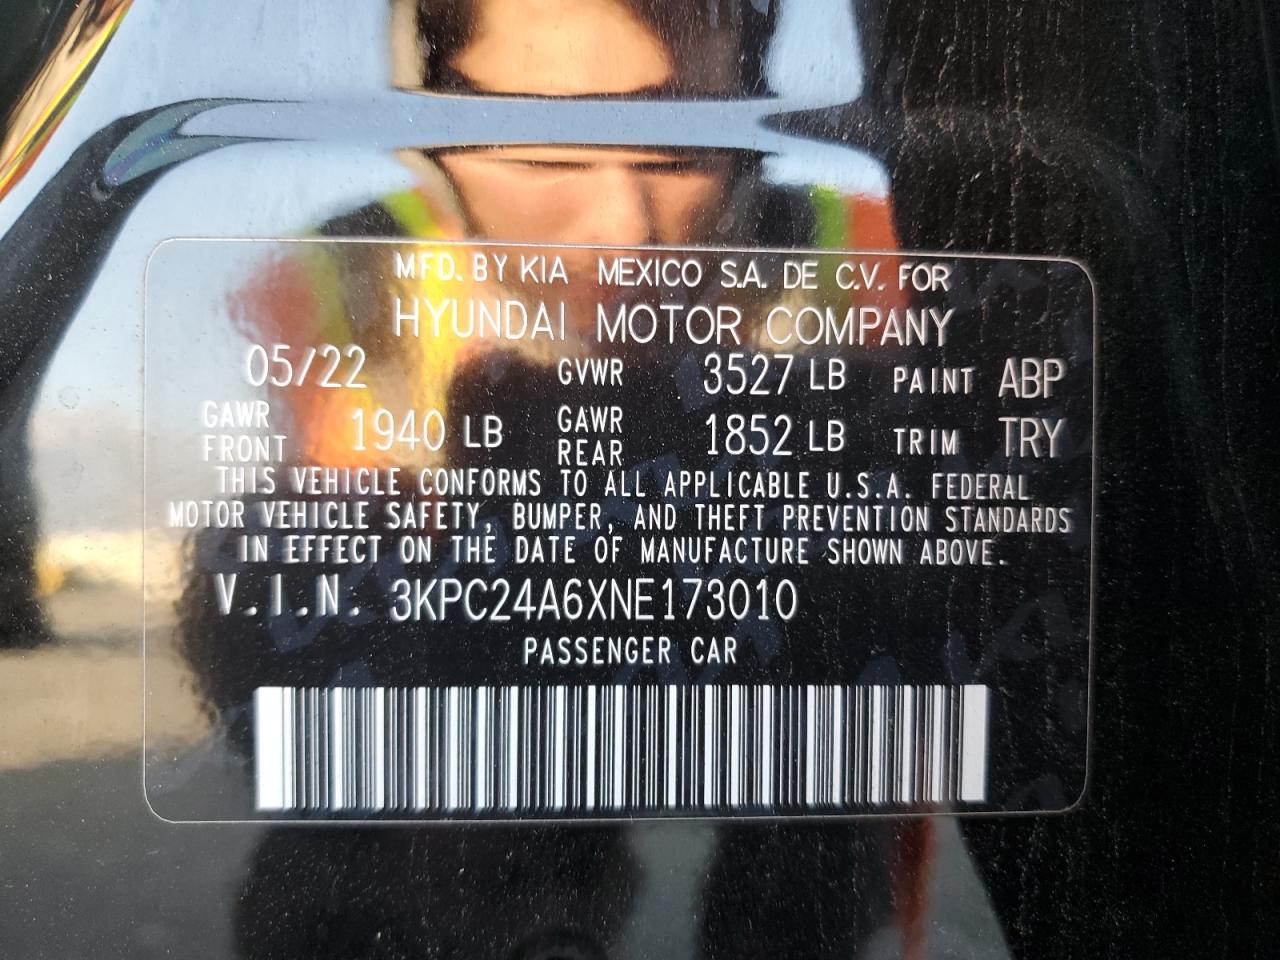 MFD. BY KIA MEXICO S.A. DE C.V. FOR
HYUNDAI MOTOR COMPANY
05/22 GVWR 3527 LB PAINT ABP
GAWR FRONT 1940 LB GAWR REAR 1852 LB TRIM TRY
THIS VEHICLE CONFORMS TO ALL APPLICABLE U.S.A. FEDERAL
MOTOR VEHICLE SAFETY, BUMPER, AND THEFT PREVENTION STANDARDS
IN EFFECT ON THE DATE OF MANUFACTURE SHOWN ABOVE.
V.I.N. 3KPC24A6XNE173010
PASSENGER CAR